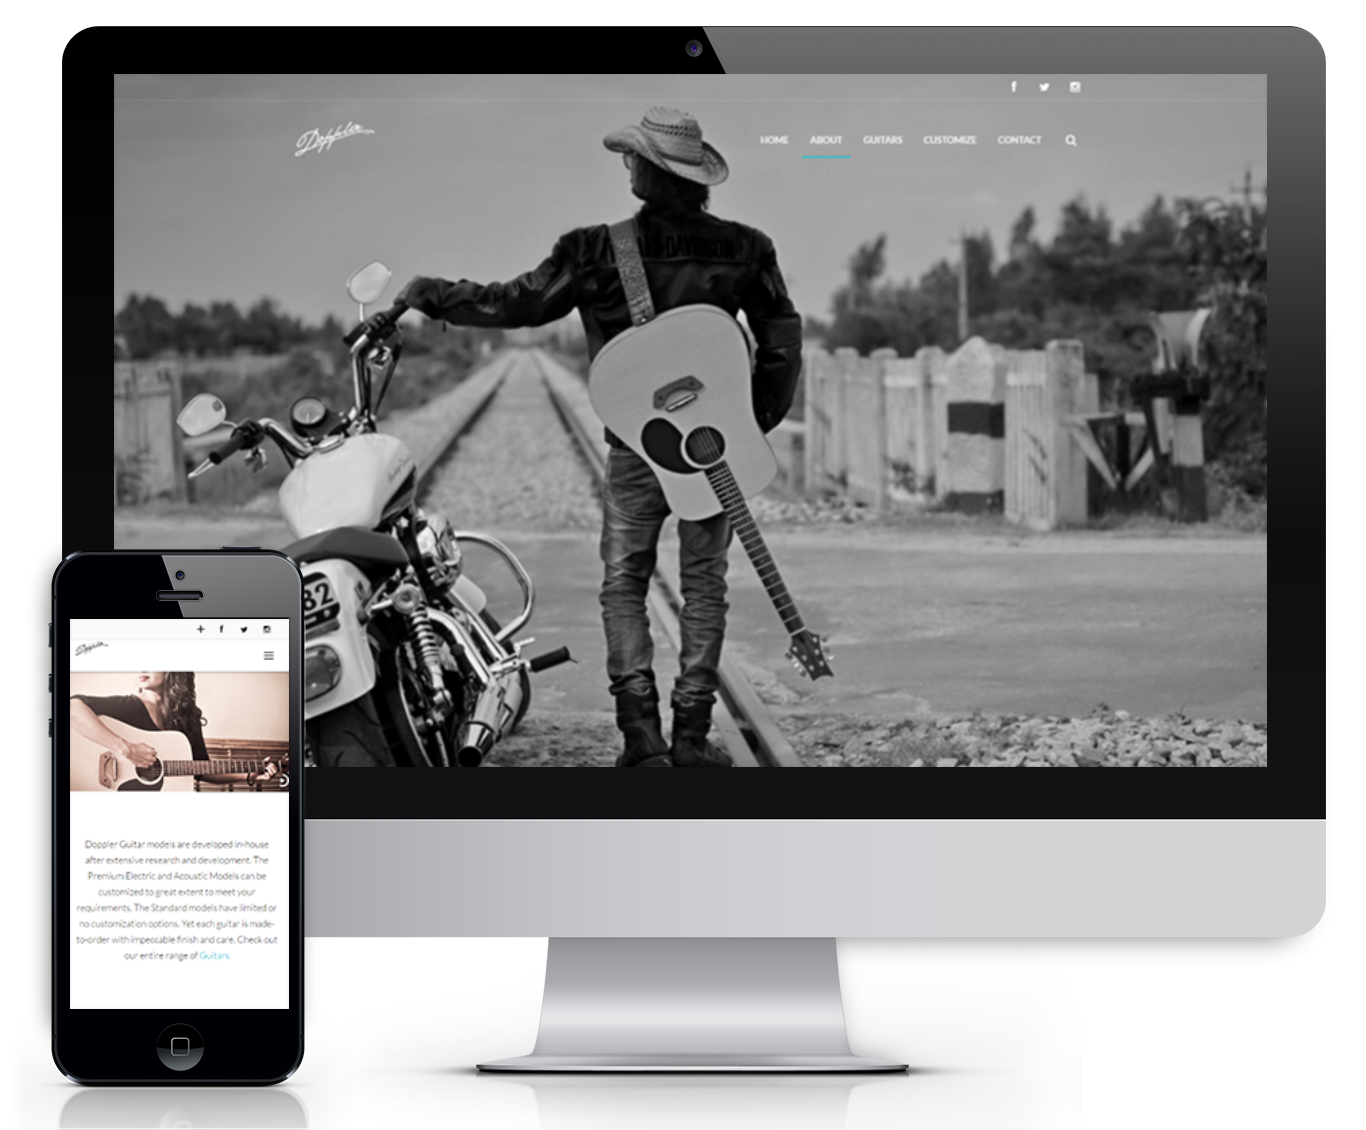 Doppler
HOME ABOUT GUITARS CUSTOMIZE CONTACT
DAVIDSON
82
Doppler
Doppler Guitar models are developed in-house
after extensive research and development. The
Premium Electric and Acoustic Models can be
customized to great extent to meet your
requirements. The Standard models have limited or
no customization options. Yet each guitar is made-
to-order with impeccable finish and care. Check out
our entire range of Guitars